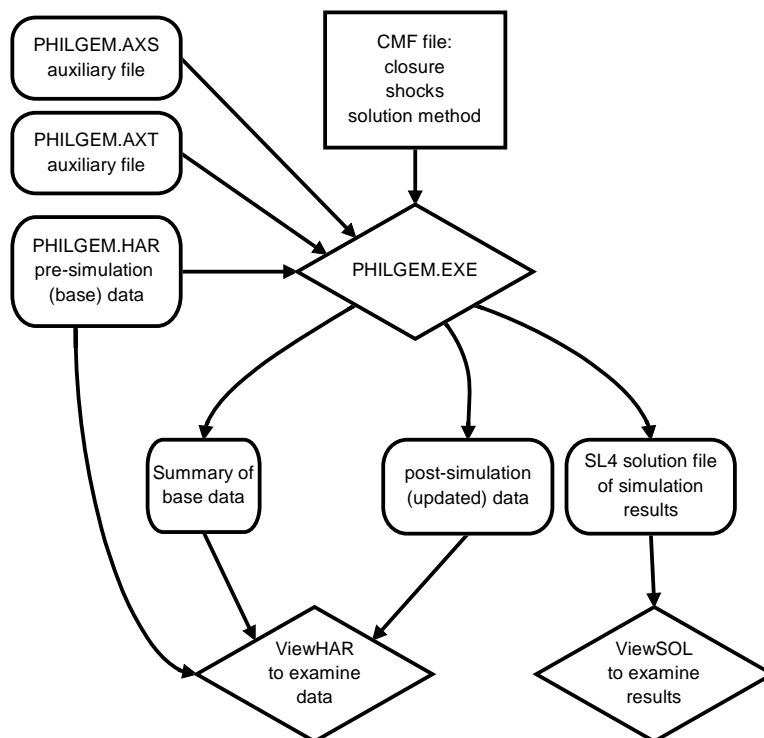 PHILGEM.AXS
auxiliary file
CMF file:
closure
shocks
solution method
PHILGEM.AXT
auxiliary file
PHILGEM.HAR
pre-simulation
(base) data
PHILGEM.EXE
Summary of
base data
post-simulation
(updated) data
SL4 solution file
of simulation
results
ViewHAR
to examine
data
ViewSOL
to examine
results